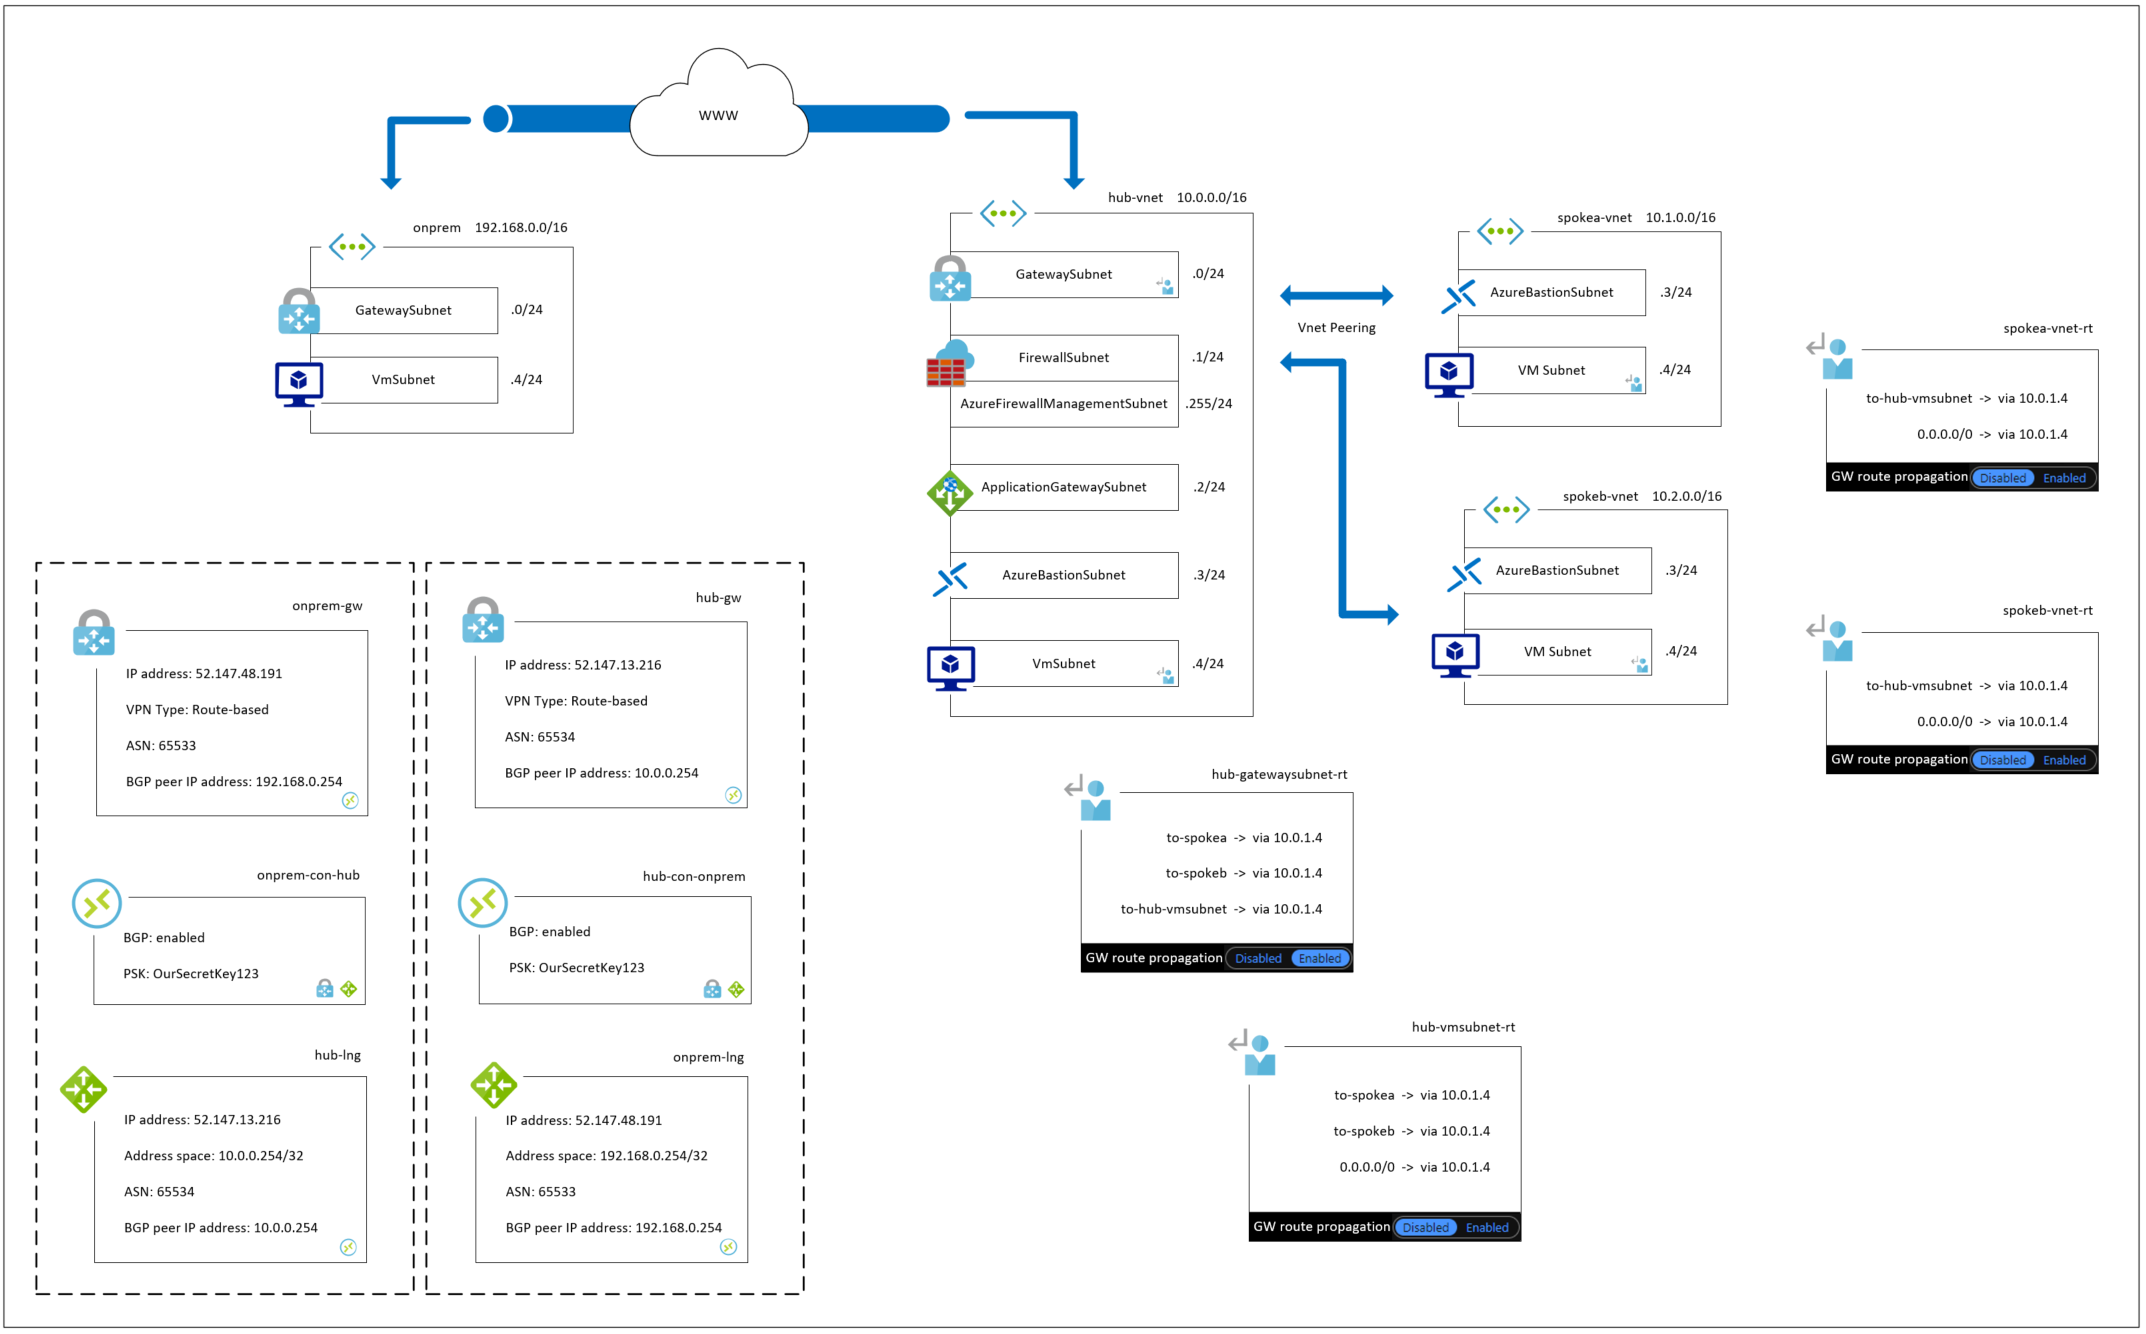 www
onprem 192.168.0.0/16
GatewaySubnet .0/24
VmSubnet .4/24
hub-vnet 10.0.0.0/16
GatewaySubnet .0/24
FirewallSubnet .1/24
AzureFirewallManagementSubnet .255/24
ApplicationGatewaySubnet .2/24
AzureBastionSubnet .3/24
VmSubnet .4/24
Vnet Peering
spokea-vnet 10.1.0.0/16
AzureBastionSubnet .3/24
VM Subnet .4/24
spokeb-vnet 10.2.0.0/16
AzureBastionSubnet .3/24
VM Subnet .4/24
spokea-vnet-rt
to-hub-vmsubnet -> via 10.0.1.4
0.0.0.0/0 -> via 10.0.1.4
GW route propagation Disabled Enabled
spokeb-vnet-rt
to-hub-vmsubnet -> via 10.0.1.4
0.0.0.0/0 -> via 10.0.1.4
GW route propagation Disabled Enabled
onprem-gw
IP address: 52.147.48.191
VPN Type: Route-based
ASN: 65533
BGP peer IP address: 192.168.0.254
onprem-con-hub
BGP: enabled
PSK: OurSecretKey123
hub-lng
IP address: 52.147.13.216
Address space: 10.0.0.254/32
ASN: 65534
BGP peer IP address: 10.0.0.254
hub-gw
IP address: 52.147.13.216
VPN Type: Route-based
ASN: 65534
BGP peer IP address: 10.0.0.254
hub-con-onprem
BGP: enabled
PSK: OurSecretKey123
onprem-lng
IP address: 52.147.48.191
Address space: 192.168.0.254/32
ASN: 65533
BGP peer IP address: 192.168.0.254
hub-gatewaysubnet-rt
to-spokea -> via 10.0.1.4
to-spokeb -> via 10.0.1.4
to-hub-vmsubnet -> via 10.0.1.4
GW route propagation Disabled Enabled
hub-vmsubnet-rt
to-spokea -> via 10.0.1.4
to-spokeb -> via 10.0.1.4
0.0.0.0/0 -> via 10.0.1.4
GW route propagation Disabled Enabled